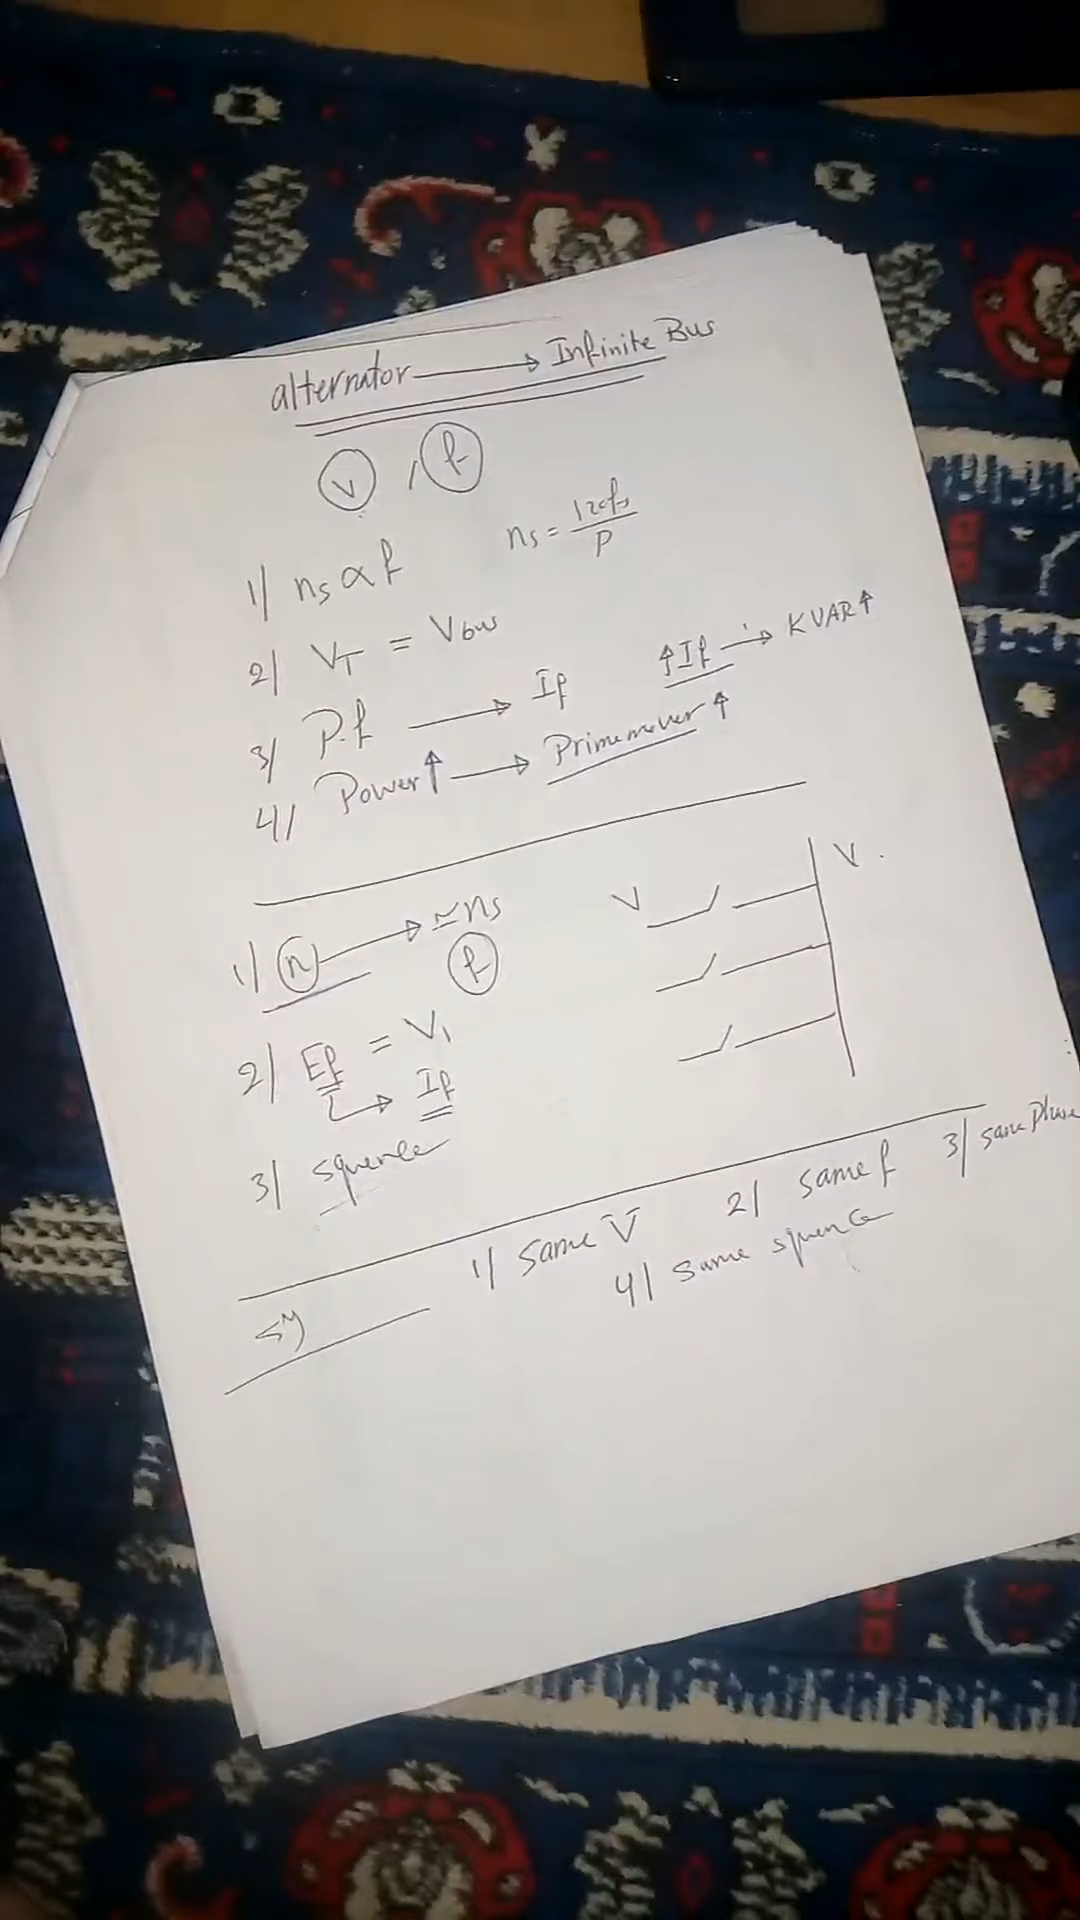 alternator → Infinite Bus
V , f
1) ns ∝ f ns = 120fs / P
2) VT = Vbus
3) P.f → If ↑If → KVAR↑
4) Power↑ → Primemover↑
1) n → ≃ns
f
V V
2) Ef = V1
↳ If
3) squence
1) same V 2) same f 3) same Phase
4) same squence